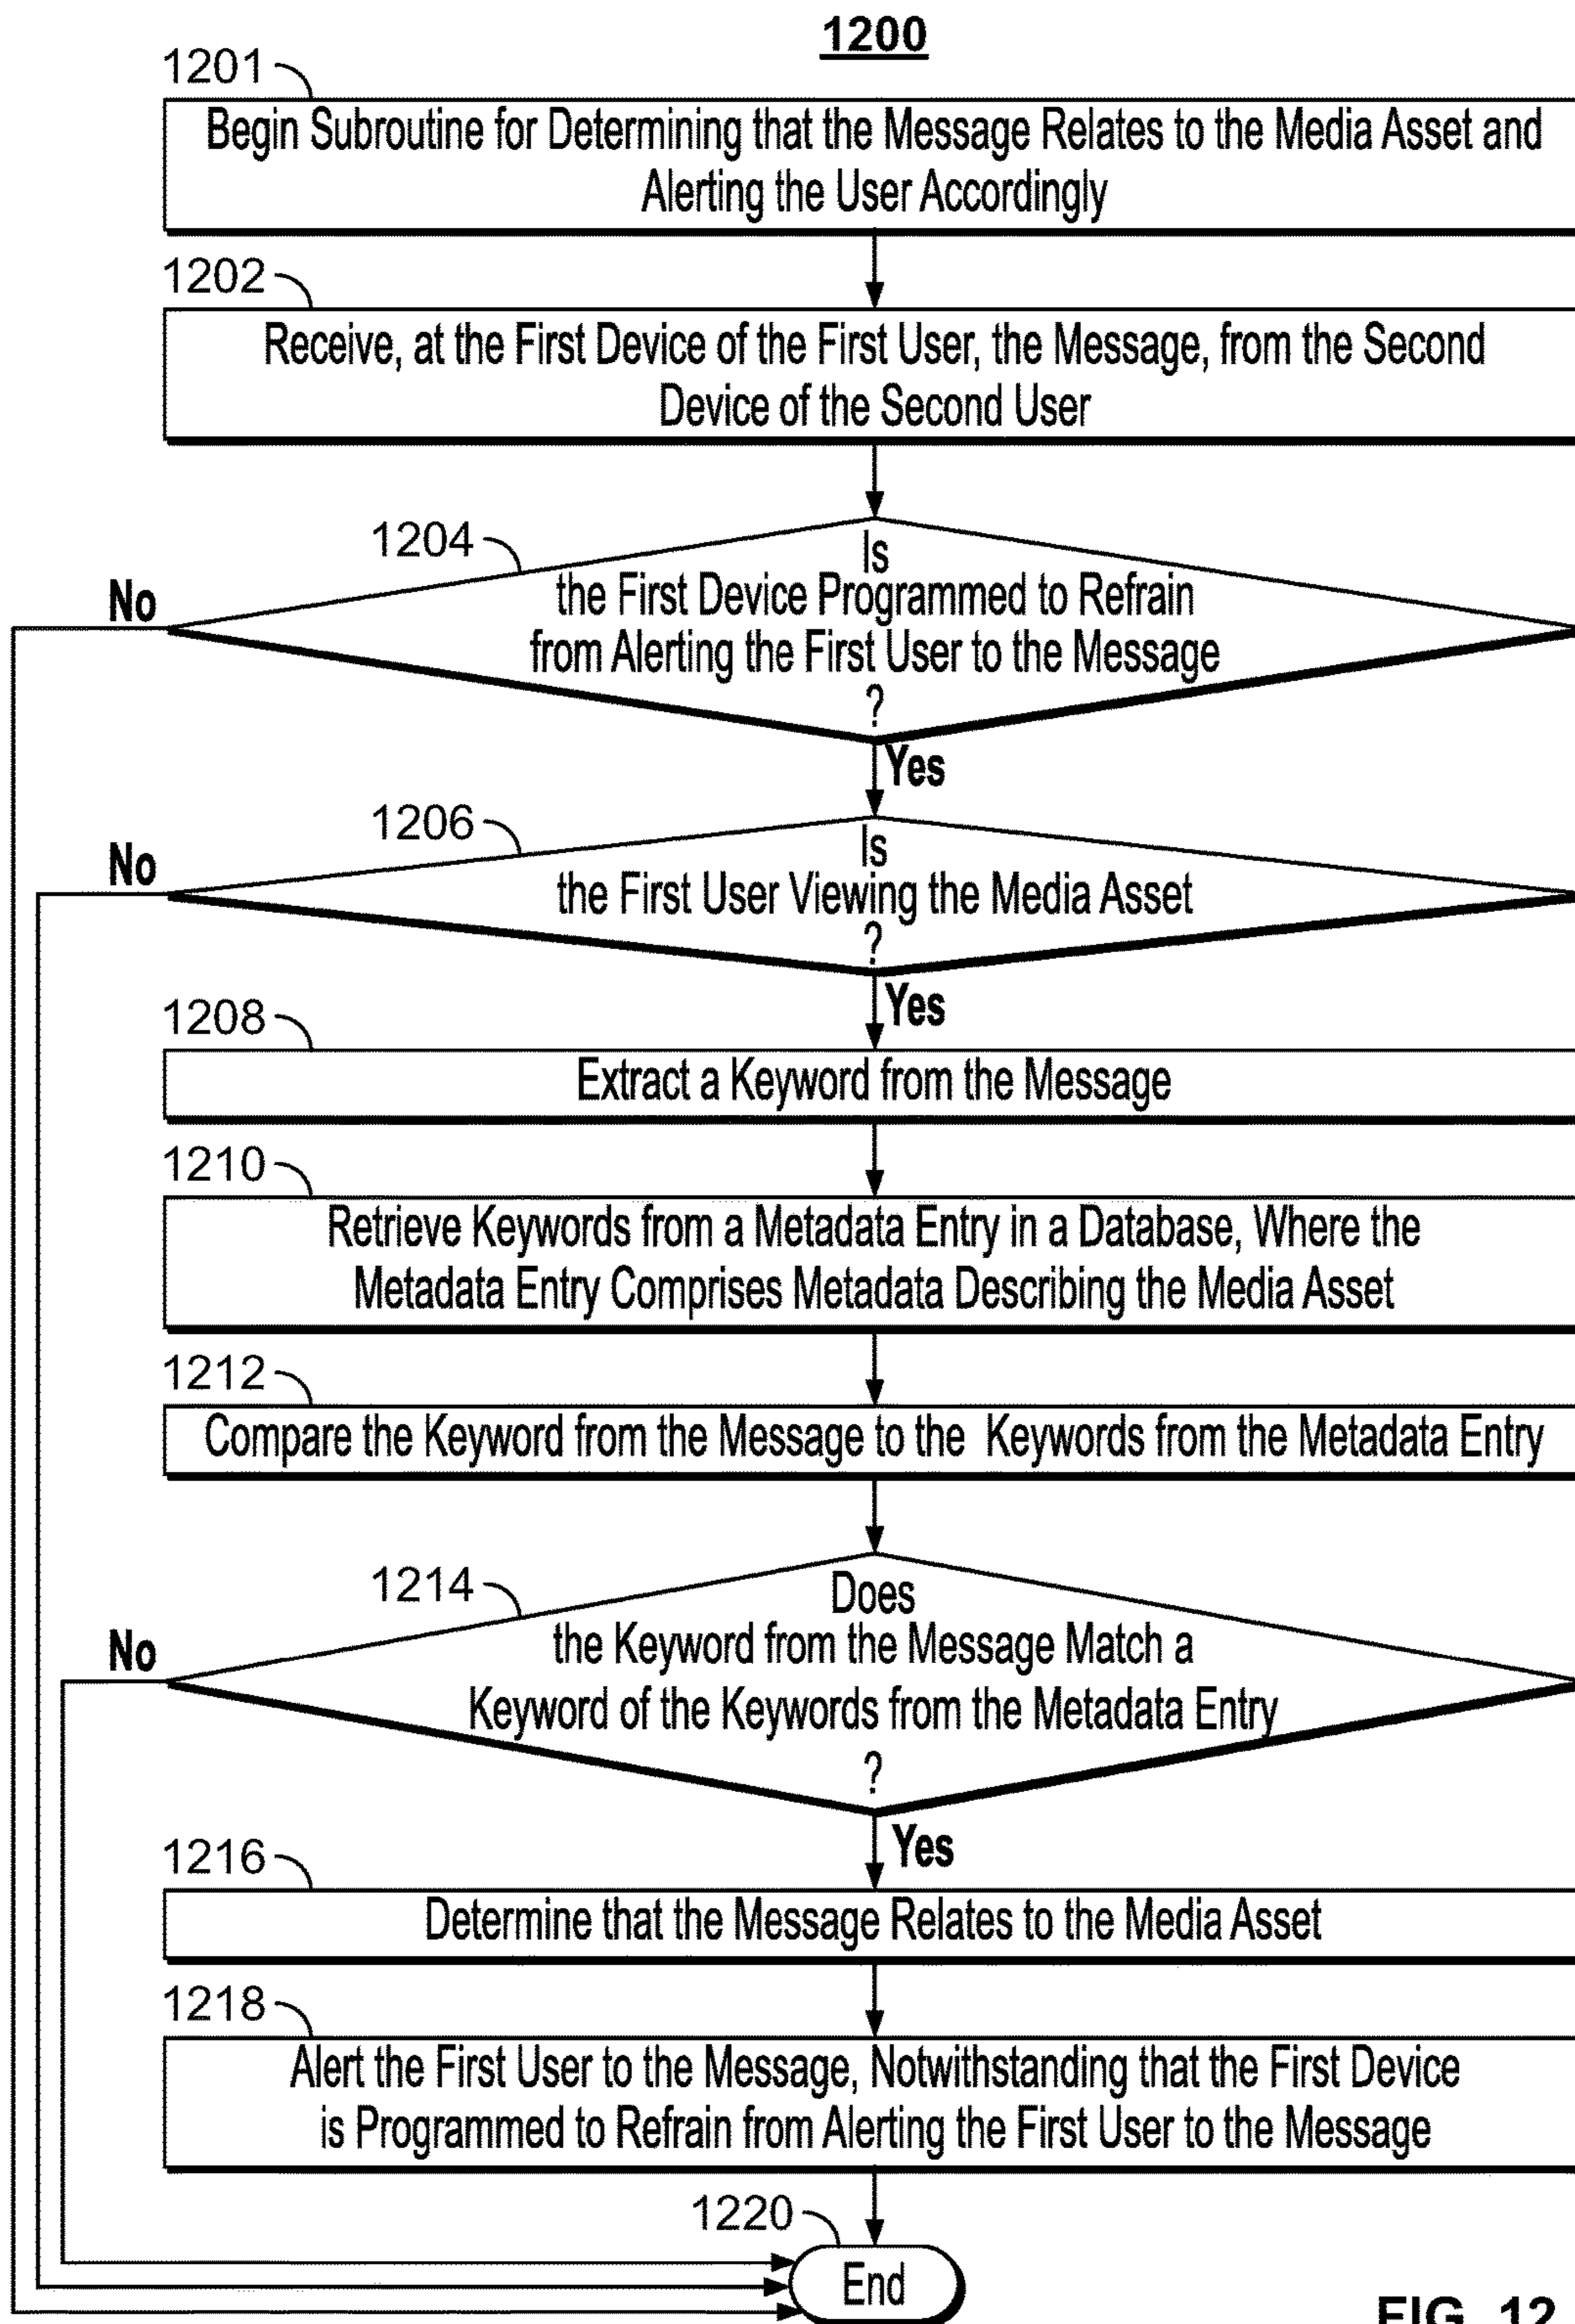 1200
1201
Begin Subroutine for Determining that the Message Relates to the Media Asset and
Alerting the User Accordingly
1202
Receive, at the First Device of the First User, the Message, from the Second
Device of the Second User
1204
No
Is
the First Device Programmed to Refrain
from Alerting the First User to the Message
?
Yes
1206
No
Is
the First User Viewing the Media Asset
?
Yes
1208
Extract a Keyword from the Message
1210
Retrieve Keywords from a Metadata Entry in a Database, Where the
Metadata Entry Comprises Metadata Describing the Media Asset
1212
Compare the Keyword from the Message to the Keywords from the Metadata Entry
1214
No
Does
the Keyword from the Message Match a
Keyword of the Keywords from the Metadata Entry
?
Yes
1216
Determine that the Message Relates to the Media Asset
1218
Alert the First User to the Message, Notwithstanding that the First Device
is Programmed to Refrain from Alerting the First User to the Message
1220
End
FIG. 12